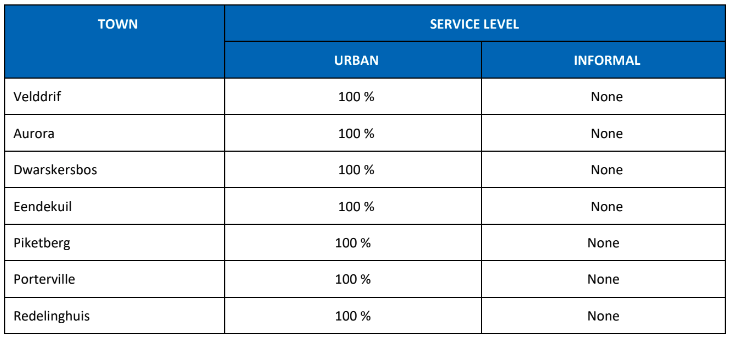 TOWN SERVICE LEVEL
URBAN INFORMAL
Velddrif 100 % None
Aurora 100 % None
Dwarskersbos 100 % None
Eendekuil 100 % None
Piketberg 100 % None
Porterville 100 % None
Redelinghuis 100 % None